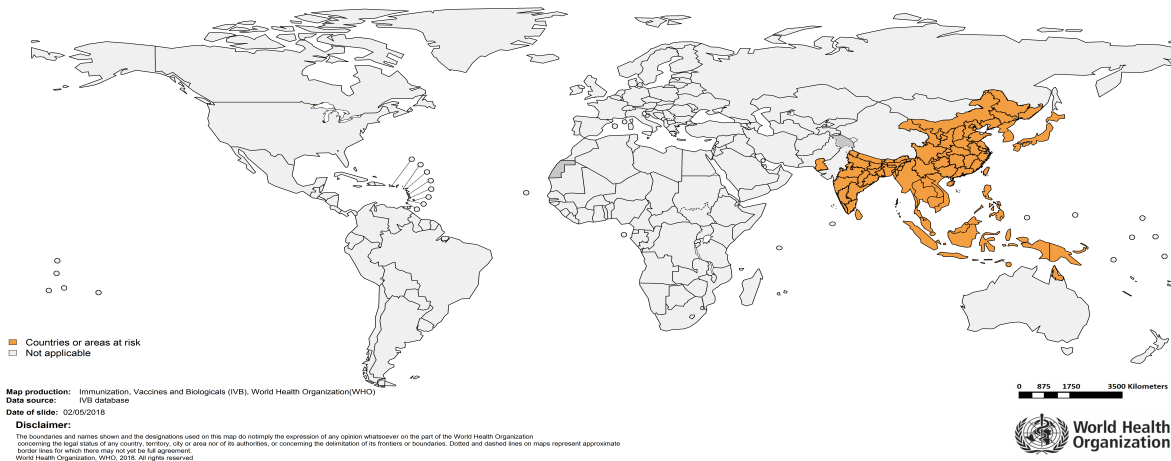 Countries or areas at risk
Not applicable
Map production: Immunization, Vaccines and Biologicals (IVB), World Health Organization(WHO)
Data source: IVB database
Date of slide: 02/05/2018
Disclaimer:
The boundaries and names shown and the designations used on this map do notimply the expression of any opinion whatsoever on the part of the World Health Organization
concerning the legal status of any country, territory, city or area nor of its authorities, or concerning the delimitation of its frontiers or boundaries. Dotted and dashed lines on maps represent approximate
border lines for which there may not yet be full agreement.
World Health Organization, WHO, 2018. All rights reserved
0 875 1750 3500 Kilometers
World Health
Organization